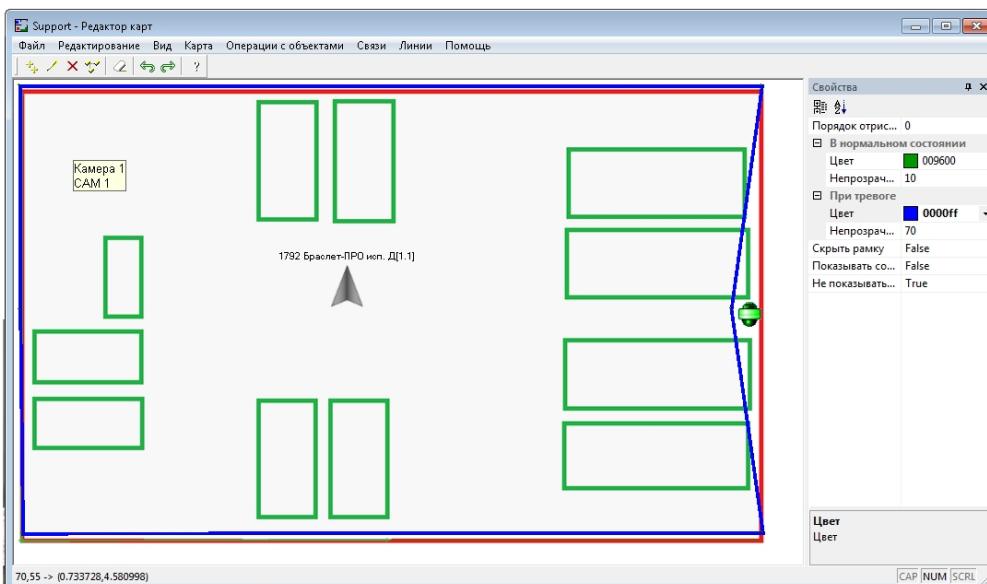 Support - Редактор карт
Файл Редактирование Вид Карта Операции с объектами Связи Линии Помощь
?
Камера 1
CAM 1
1792 Браслет-ПРО исп. Д[1.1]
Свойства
Порядок отрис... 0
В нормальном состоянии
Цвет 009600
Непрозрач... 10
При тревоге
Цвет 0000ff
Непрозрач... 70
Скрыть рамку False
Показывать со... False
Не показывать... True
Цвет
Цвет
70,55 -> (0.733728,4.580998)
CAP NUM SCRL